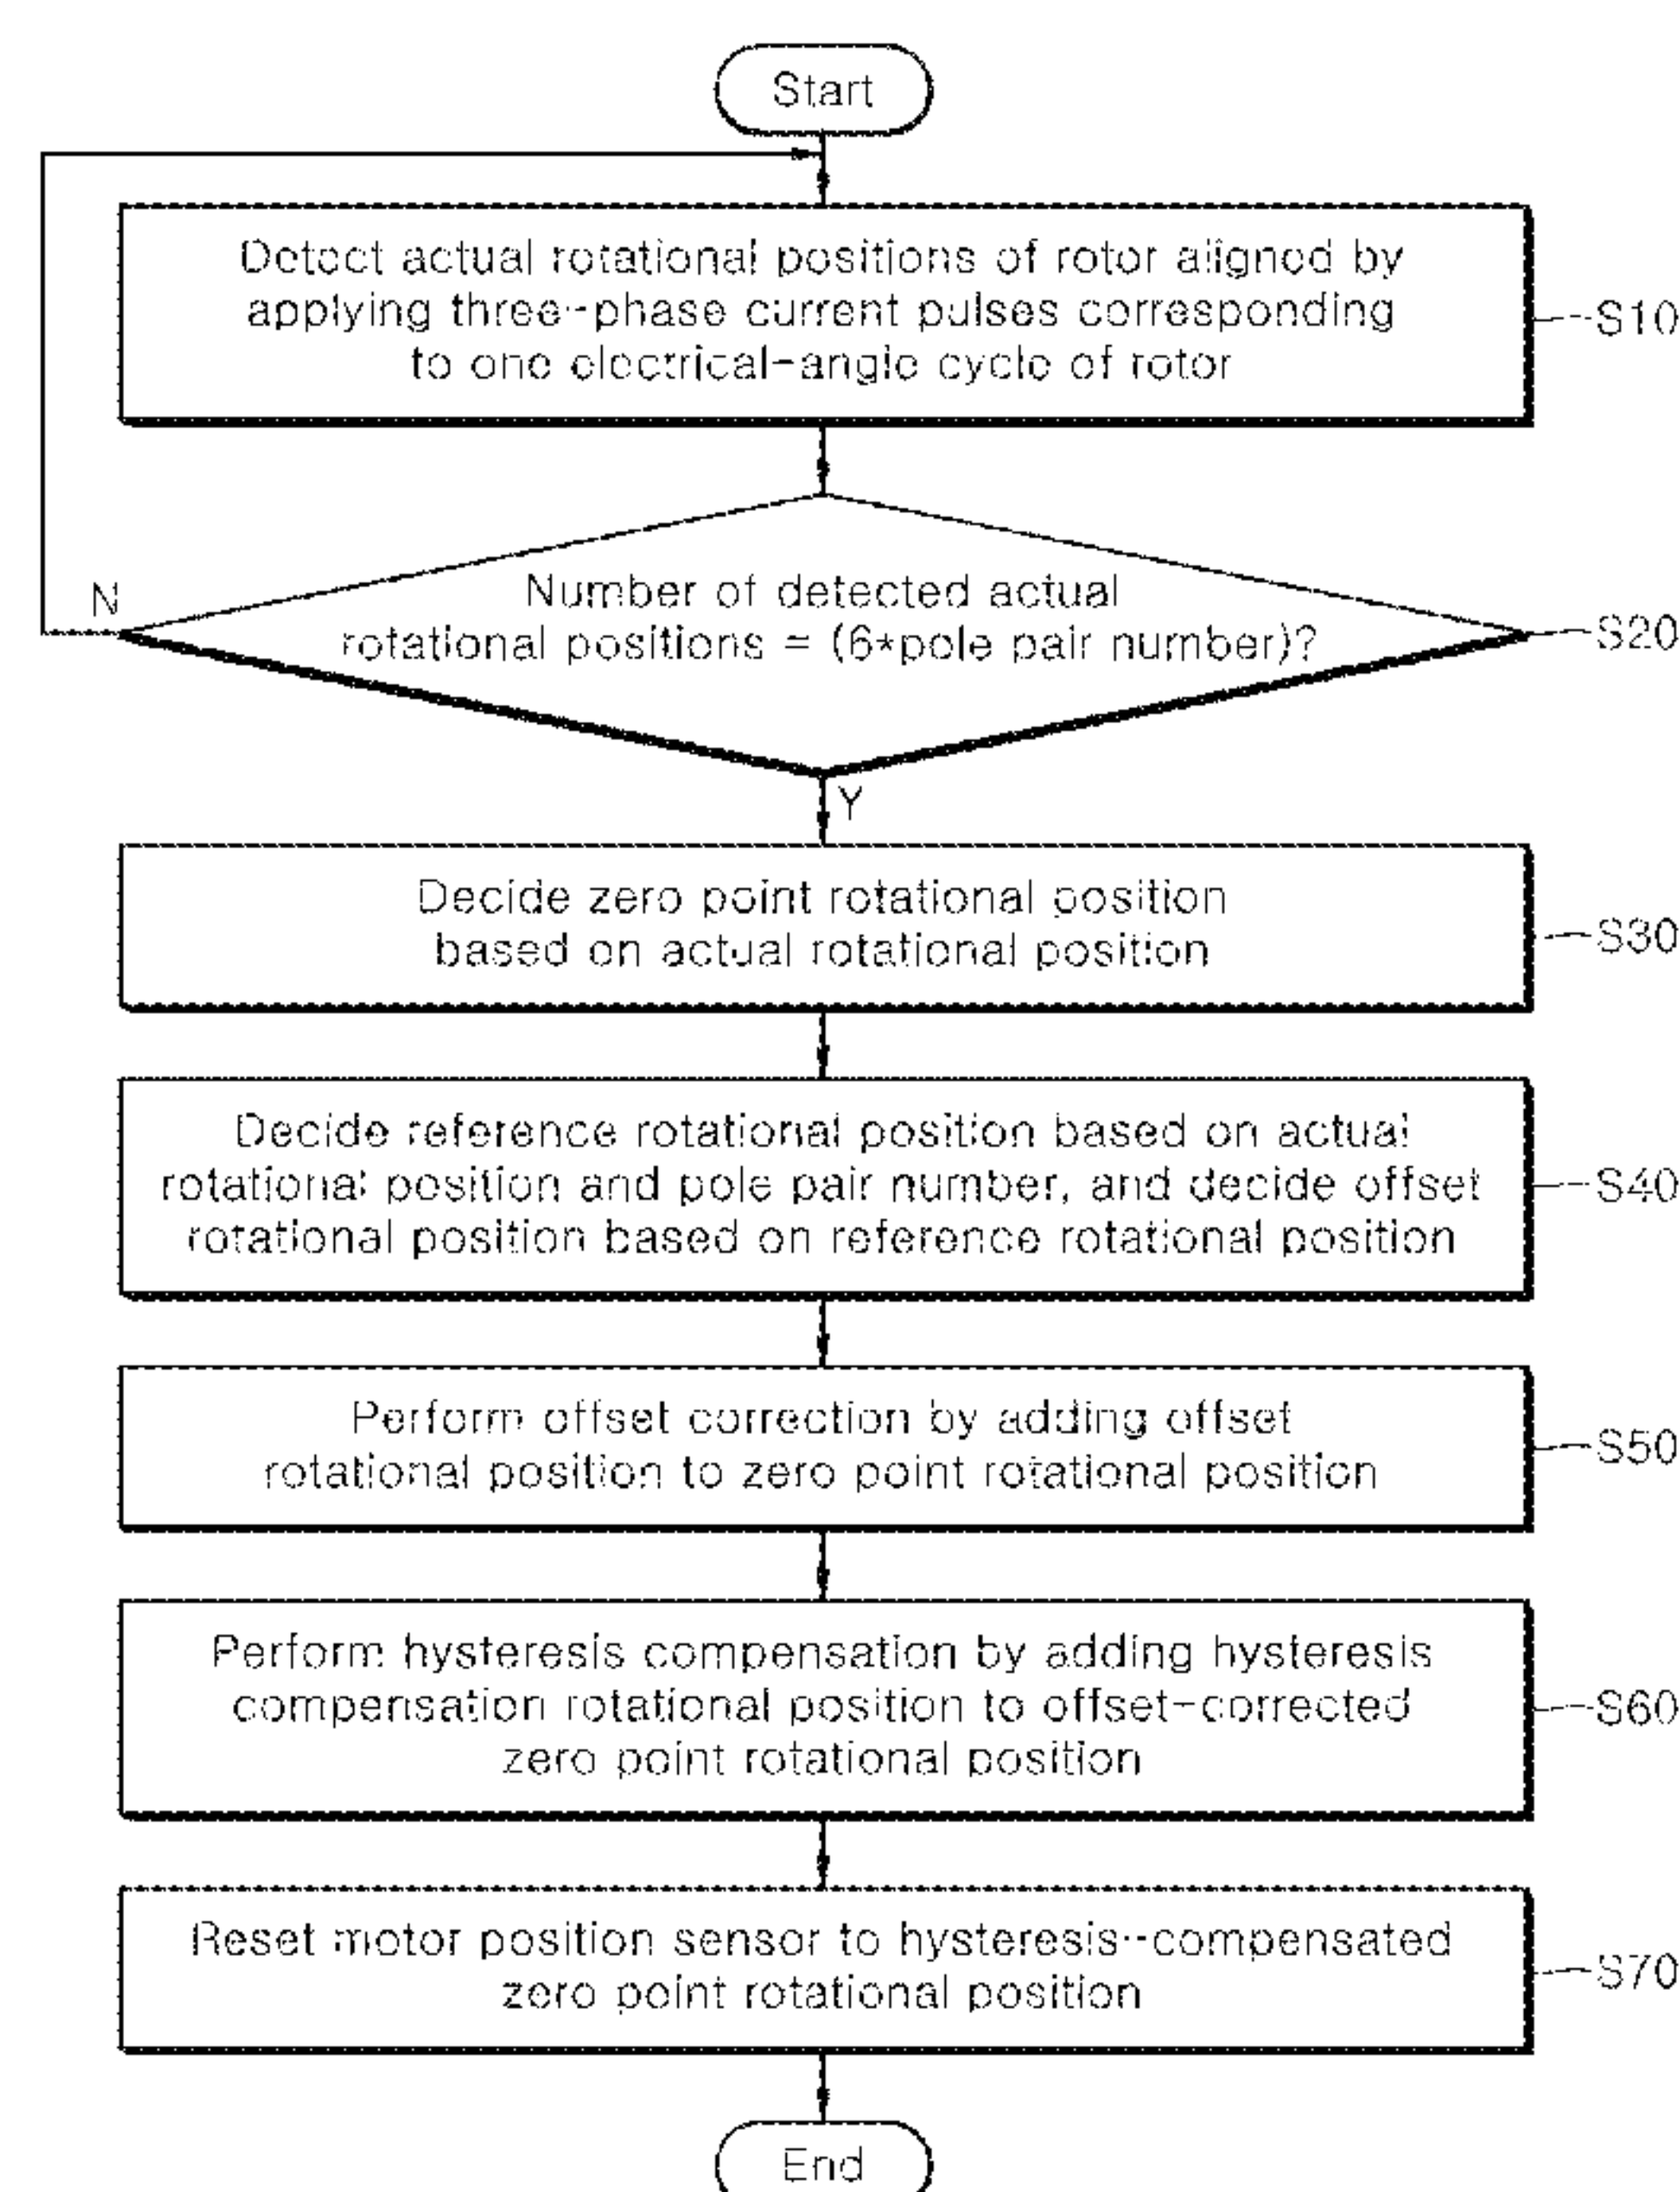 Start
Detect actual rotational positions of rotor aligned by
applying three-phase current pulses corresponding
to one electrical-angle cycle of rotor
S10
Number of detected actual
rotational positions = (6*pole pair number)?
N
S20
Y
Decide zero point rotational position
based on actual rotational position
S30
Decide reference rotational position based on actual
rotational position and pole pair number, and decide offset
rotational position based on reference rotational position
S40
Perform offset correction by adding offset
rotational position to zero point rotational position
S50
Perform hysteresis compensation by adding hysteresis
compensation rotational position to offset-corrected
zero point rotational position
S60
Reset motor position sensor to hysteresis-compensated
zero point rotational position
S70
End